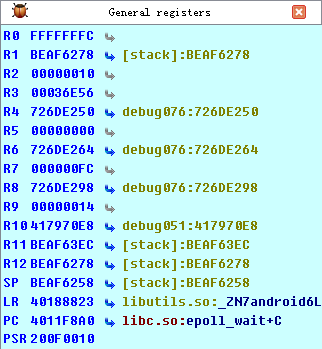 General registers
R0 FFFFFFFC
R1 BEAF6278 [stack]:BEAF6278
R2 00000010
R3 00036E56
R4 726DE250 debug076:726DE250
R5 00000000
R6 726DE264 debug076:726DE264
R7 000000FC
R8 726DE298 debug076:726DE298
R9 00000014
R10 417970E8 debug051:417970E8
R11 BEAF63EC [stack]:BEAF63EC
R12 BEAF6278 [stack]:BEAF6278
SP BEAF6258 [stack]:BEAF6258
LR 40188823 libutils.so:_ZN7android6L
PC 4011F8A0 libc.so:epoll_wait+C
PSR 200F0010